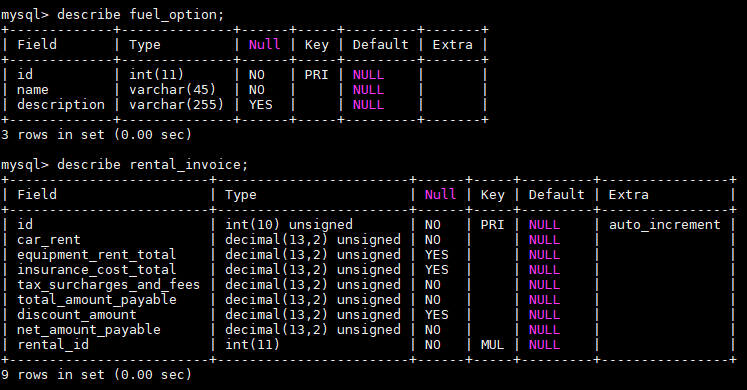 mysql> describe fuel_option;
+-------------+--------------+------+-----+---------+-------+
| Field       | Type         | Null | Key | Default | Extra |
+-------------+--------------+------+-----+---------+-------+
| id          | int(11)      | NO   | PRI | NULL    |       |
| name        | varchar(45)  | NO   |     | NULL    |       |
| description | varchar(255) | YES  |     | NULL    |       |
+-------------+--------------+------+-----+---------+-------+
3 rows in set (0.00 sec)
mysql> describe rental_invoice;
+-------------------------+------------------------+------+-----+---------+----------------+
| Field                   | Type                   | Null | Key | Default | Extra          |
+-------------------------+------------------------+------+-----+---------+----------------+
| id                      | int(10) unsigned       | NO   | PRI | NULL    | auto_increment |
| car_rent                | decimal(13,2) unsigned | NO   |     | NULL    |                |
| equipment_rent_total    | decimal(13,2) unsigned | YES  |     | NULL    |                |
| insurance_cost_total    | decimal(13,2) unsigned | YES  |     | NULL    |                |
| tax_surcharges_and_fees | decimal(13,2) unsigned | NO   |     | NULL    |                |
| total_amount_payable    | decimal(13,2) unsigned | NO   |     | NULL    |                |
| discount_amount         | decimal(13,2) unsigned | YES  |     | NULL    |                |
| net_amount_payable      | decimal(13,2) unsigned | NO   |     | NULL    |                |
| rental_id               | int(11)                | NO   | MUL | NULL    |                |
+-------------------------+------------------------+------+-----+---------+----------------+
9 rows in set (0.00 sec)